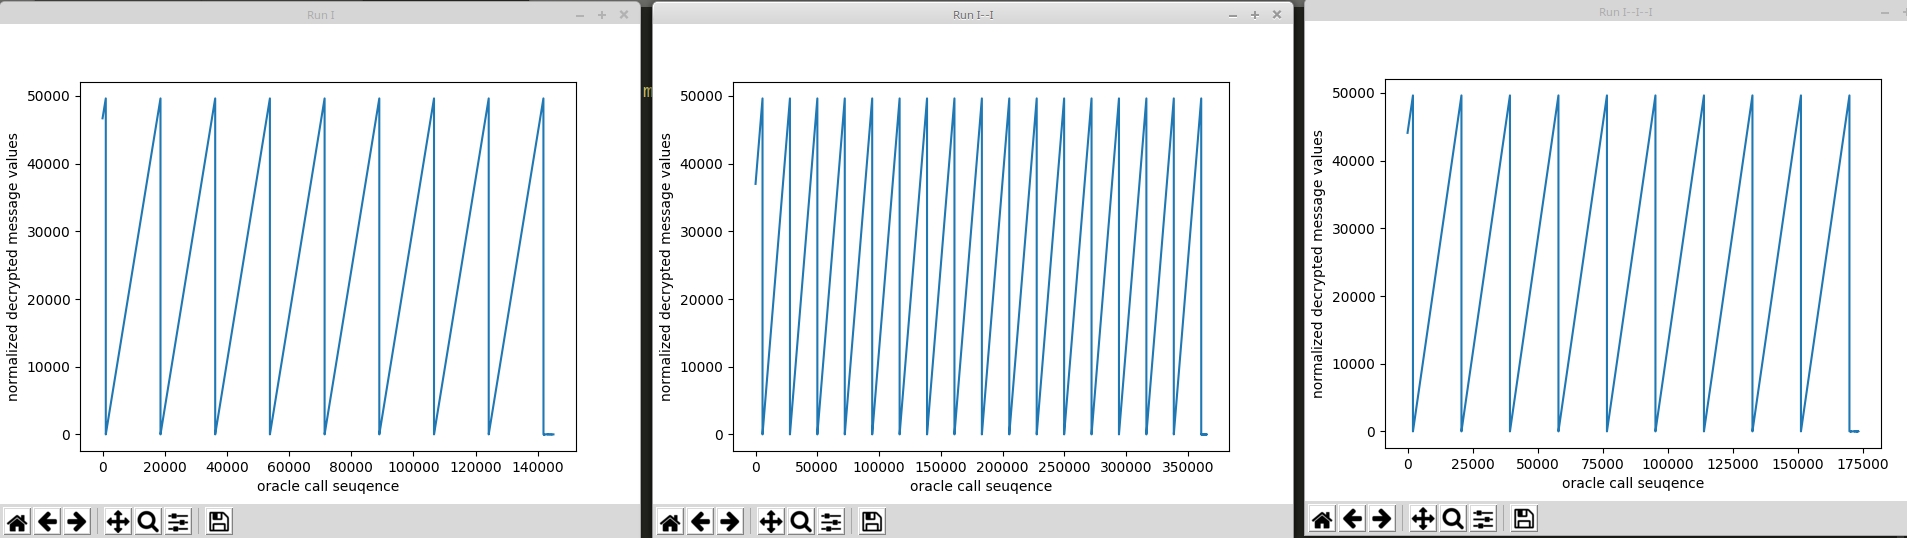 Run I
50000
40000
30000
20000
10000
0
normalized decrypted message values
0 20000 40000 60000 80000 100000 120000 140000
oracle call seuqence
m
Run I--I
50000
40000
30000
20000
10000
0
normalized decrypted message values
0 50000 100000 150000 200000 250000 300000 350000
oracle call seuqence
Run I--I--I
50000
40000
30000
20000
10000
0
normalized decrypted message values
0 25000 50000 75000 100000 125000 150000 175000
oracle call seuqence